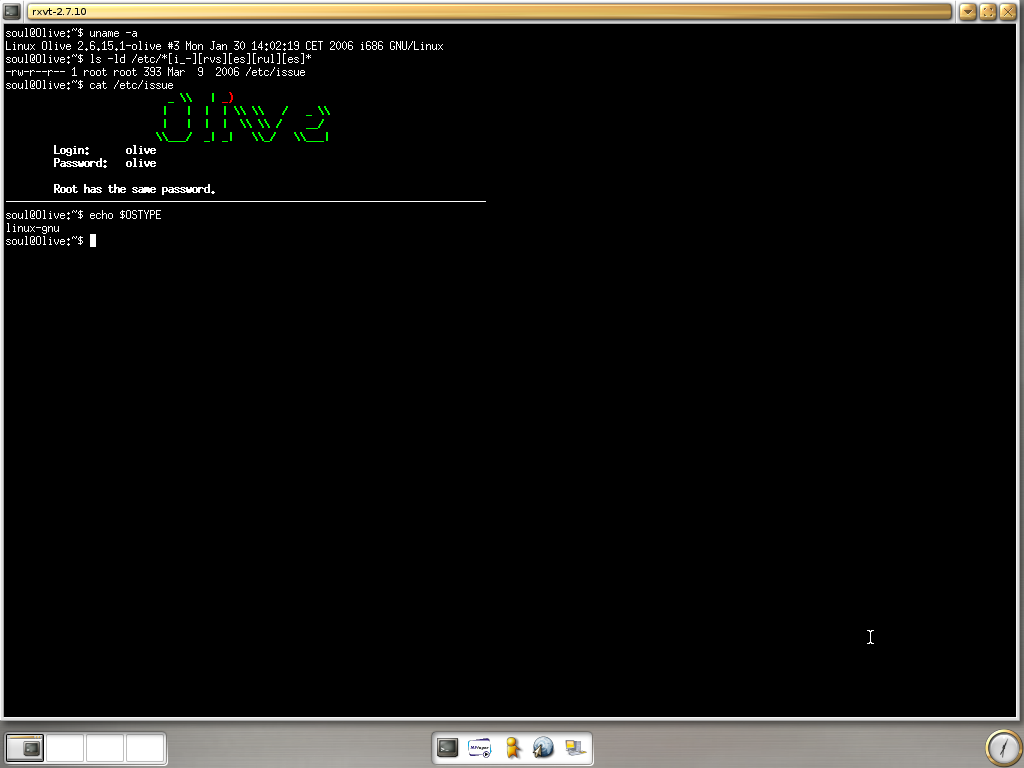 rxvt-2.7.10
soul@Olive:~$ uname -a
Linux Olive 2.6.15.1-olive #3 Mon Jan 30 14:02:19 CET 2006 i686 GNU/Linux
soul@Olive:~$ ls -ld /etc/*[i_-][rvs][es][rul][es]*
-rw-r--r-- 1 root root 393 Mar  9  2006 /etc/issue
soul@Olive:~$ cat /etc/issue
Olive
Login: olive
Password: olive
Root has the same password.
soul@Olive:~$ echo $OSTYPE
linux-gnu
soul@Olive:~$
MPlayer